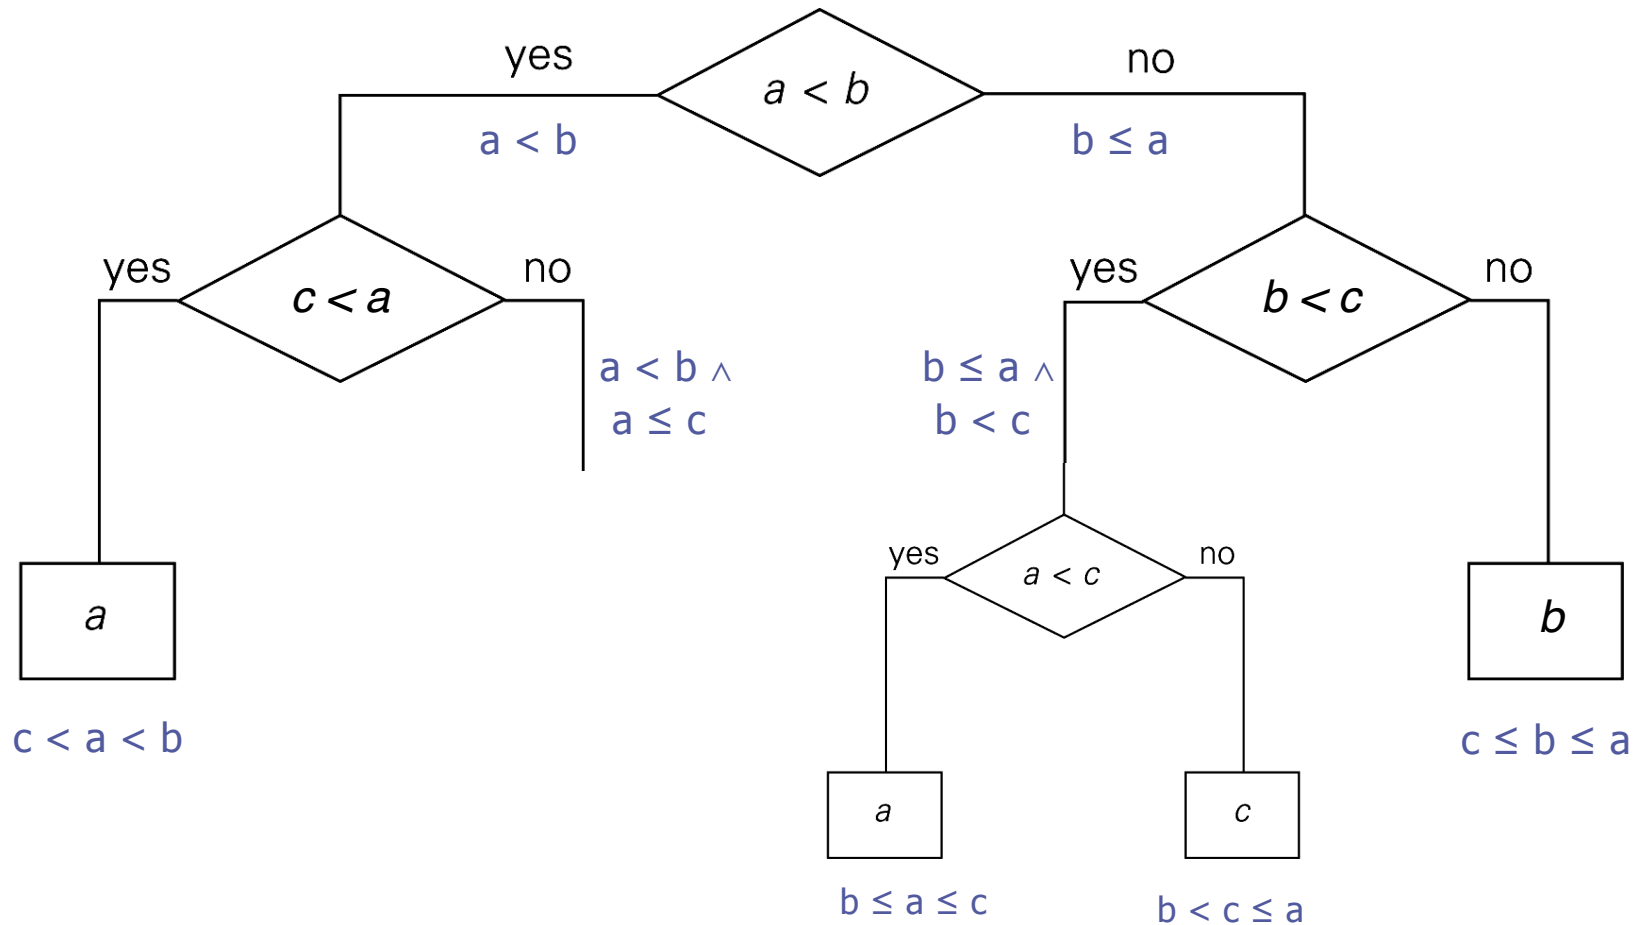 yes
a < b
no
a < b
b ≤ a
yes
c < a
no
yes
b < c
no
a < b ∧
a ≤ c
b ≤ a ∧
b < c
yes
a < c
no
a
b
c < a < b
c ≤ b ≤ a
a
c
b ≤ a ≤ c
b < c ≤ a